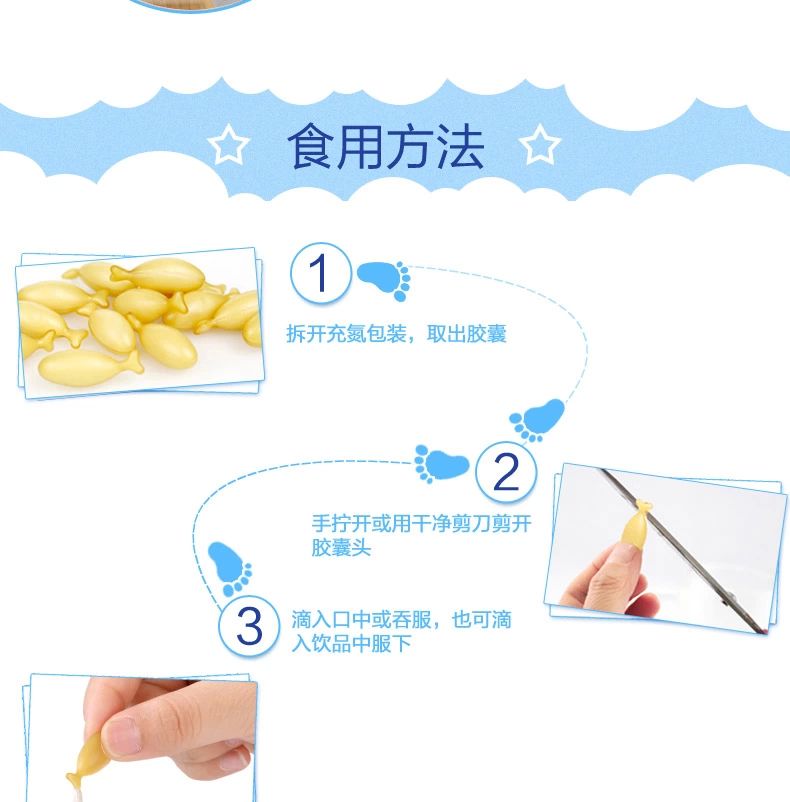 食用方法
1
拆开充氮包装，取出胶囊
2
手拧开或用干净剪刀剪开
胶囊头
3
滴入口中或吞服，也可滴
入饮品中服下